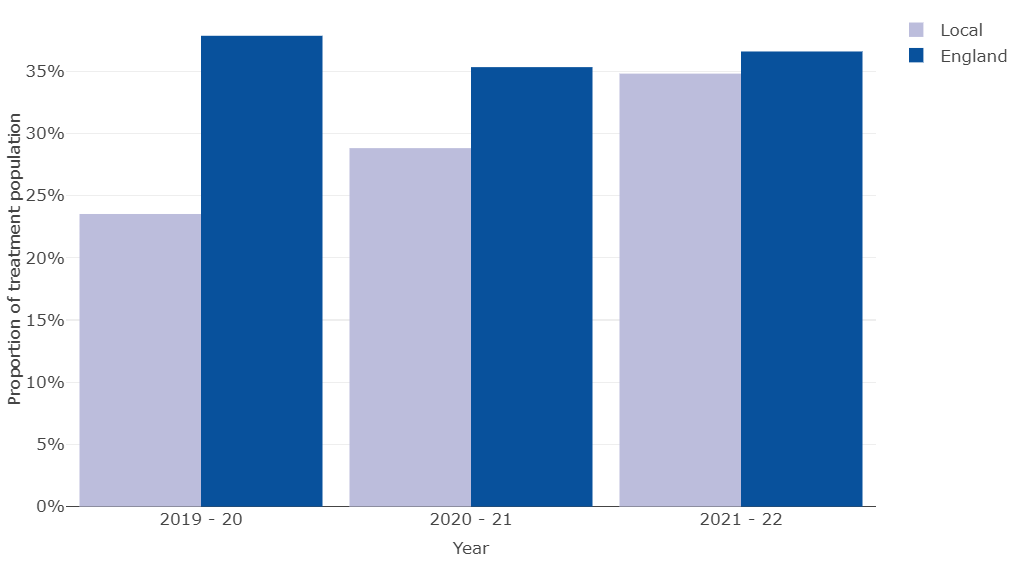 Local
England
35%
30%
25%
20%
15%
10%
5%
0%
Proportion of treatment population
2019 - 20
2020 - 21
2021 - 22
Year